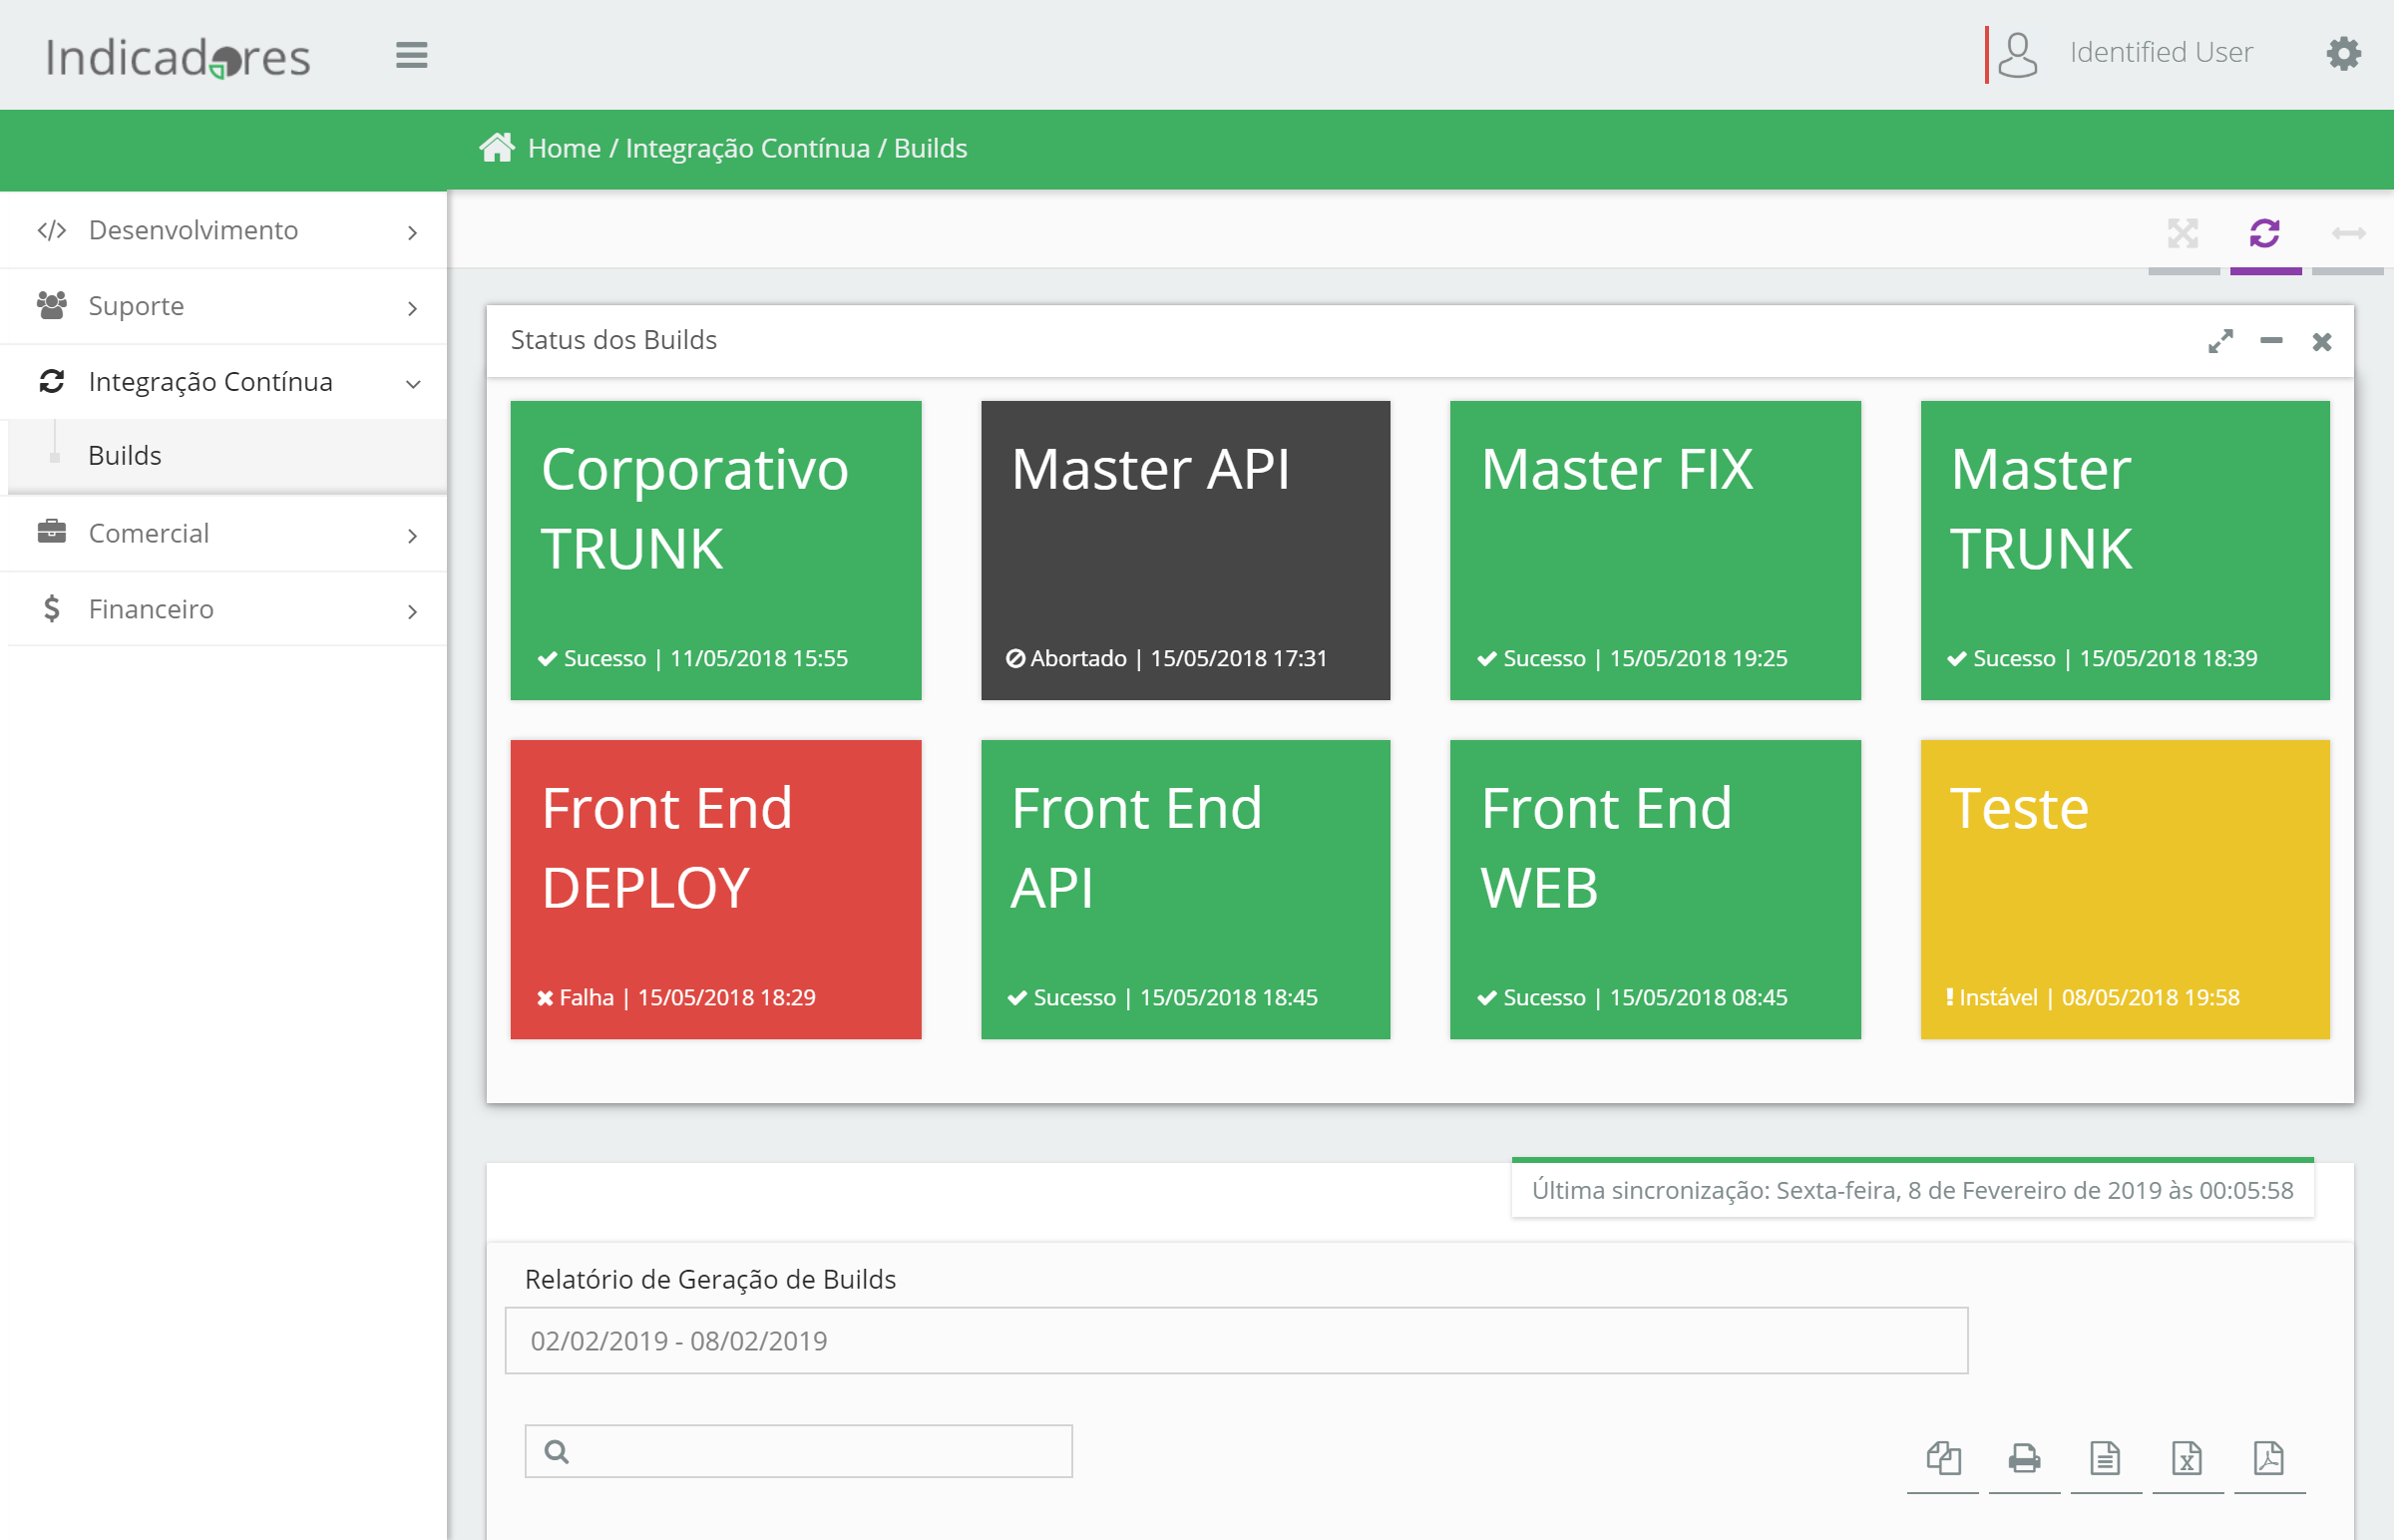 Indicadores
Identified User
Home / Integração Contínua / Builds
Desenvolvimento
Suporte
Integração Contínua
Builds
Comercial
Financeiro
Status dos Builds
Corporativo
TRUNK
Sucesso | 11/05/2018 15:55
Master API
Abortado | 15/05/2018 17:31
Master FIX
Sucesso | 15/05/2018 19:25
Master
TRUNK
Sucesso | 15/05/2018 18:39
Front End
DEPLOY
Falha | 15/05/2018 18:29
Front End
API
Sucesso | 15/05/2018 18:45
Front End
WEB
Sucesso | 15/05/2018 08:45
Teste
Instável | 08/05/2018 19:58
Última sincronização: Sexta-feira, 8 de Fevereiro de 2019 às 00:05:58
Relatório de Geração de Builds
02/02/2019 - 08/02/2019